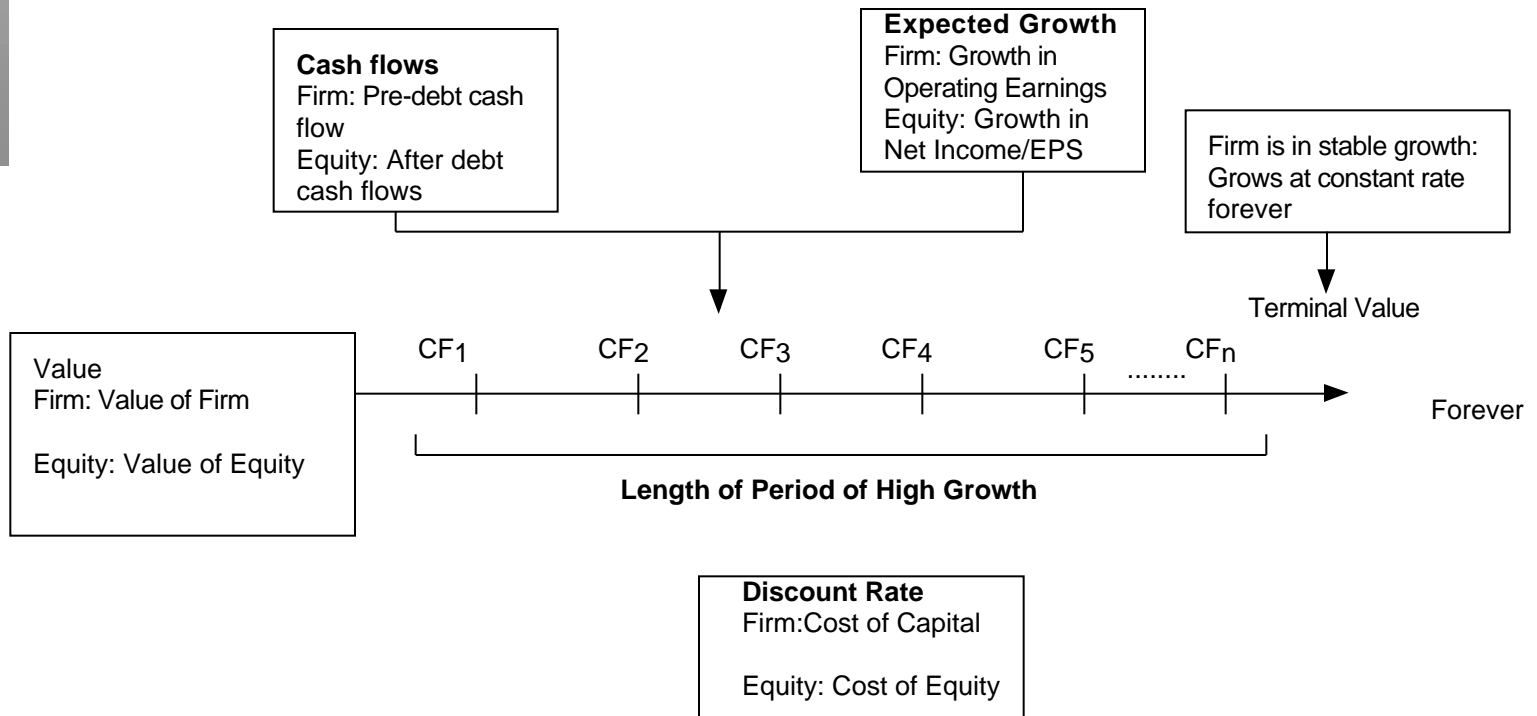 Cash flows
Firm: Pre-debt cash
flow
Equity: After debt
cash flows
Expected Growth
Firm: Growth in
Operating Earnings
Equity: Growth in
Net Income/EPS
Firm is in stable growth:
Grows at constant rate
forever
Terminal Value
Value
Firm: Value of Firm
Equity: Value of Equity
CF1 CF2 CF3 CF4 CF5 ........ CFn
Forever
Length of Period of High Growth
Discount Rate
Firm:Cost of Capital
Equity: Cost of Equity